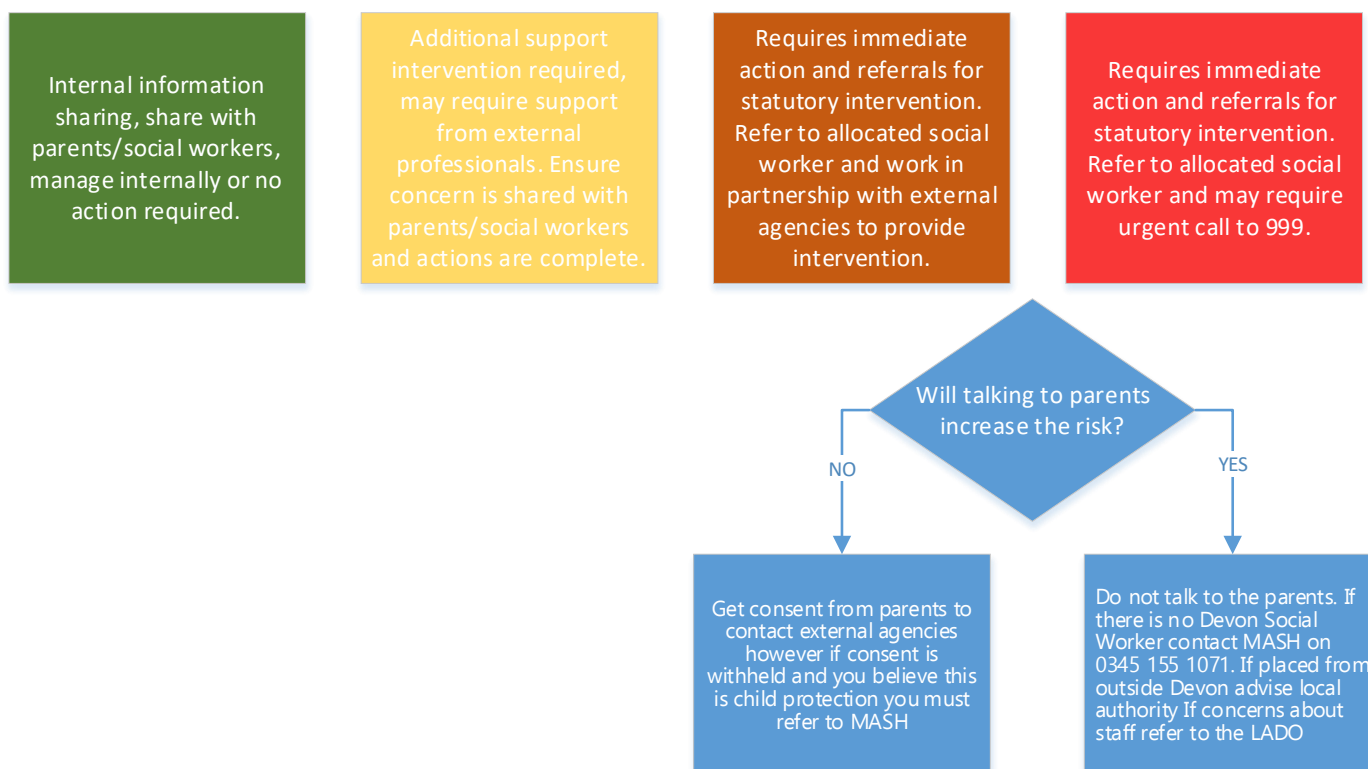 Internal information
sharing, share with
parents/social workers,
manage internally or no
action required.
Additional support
intervention required,
may require support
from external
professionals. Ensure
concern is shared with
parents/social workers
and actions are complete.
Requires immediate
action and referrals for
statutory intervention.
Refer to allocated social
worker and work in
partnership with external
agencies to provide
intervention.
Requires immediate
action and referrals for
statutory intervention.
Refer to allocated social
worker and may require
urgent call to 999.
Will talking to parents
increase the risk?
NO
YES
Get consent from parents to
contact external agencies
however if consent is
withheld and you believe this
is child protection you must
refer to MASH
Do not talk to the parents. If
there is no Devon Social
Worker contact MASH on
0345 155 1071. If placed from
outside Devon advise local
authority If concerns about
staff refer to the LADO